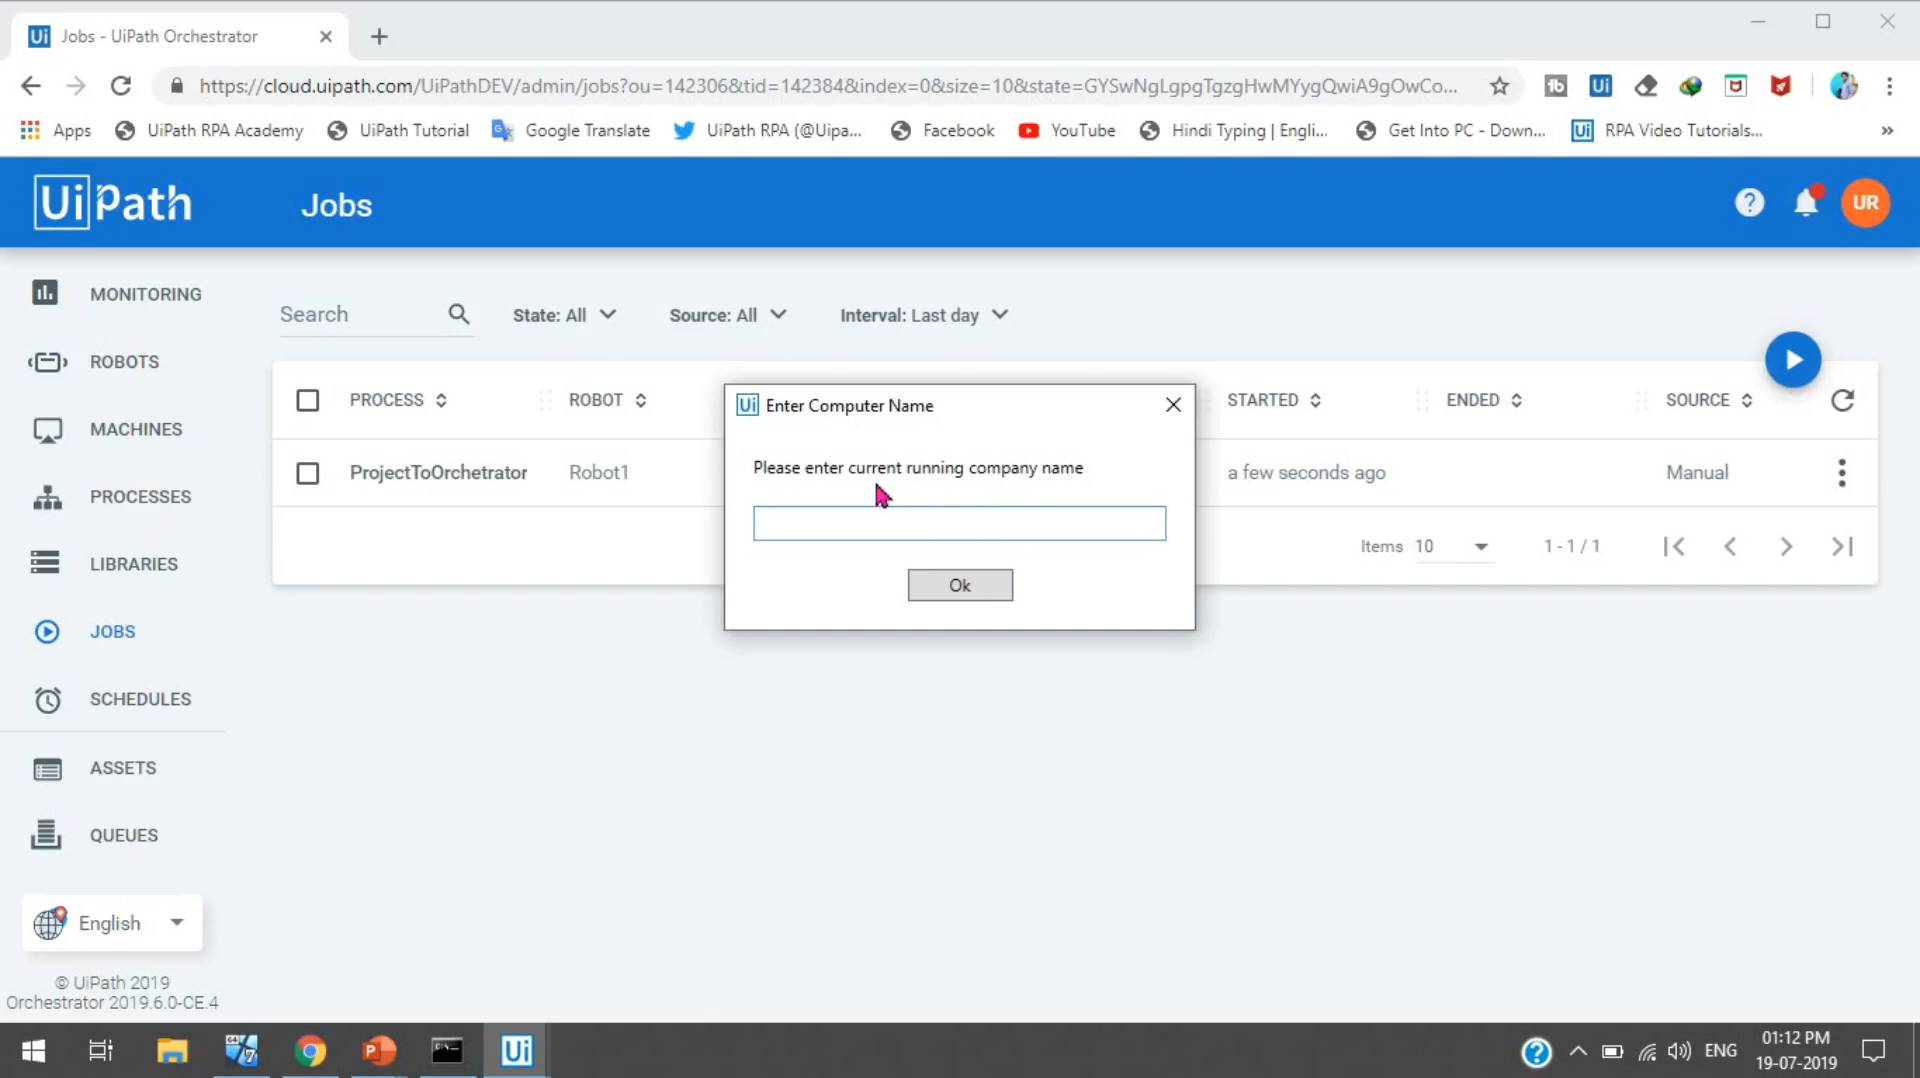 Jobs - UiPath Orchestrator
https://cloud.uipath.com/UiPathDEV/admin/jobs?ou=142306&tid=142384&index=0&size=10&state=GYSwNgLgpgTgzgHwMYygQwiA9gOwCo...
Apps UiPath RPA Academy UiPath Tutorial Google Translate UiPath RPA (@Uipa... Facebook YouTube Hindi Typing | Engli... Get Into PC - Down... RPA Video Tutorials... »
UiPath Jobs UR
MONITORING
Search State: All Source: All Interval: Last day
ROBOTS
PROCESS ROBOT STARTED ENDED SOURCE
Enter Computer Name
MACHINES
Please enter current running company name
ProjectToOrchetrator Robot1 a few seconds ago Manual
PROCESSES
Items 10 1 - 1 / 1
LIBRARIES
Ok
JOBS
SCHEDULES
ASSETS
QUEUES
English
© UiPath 2019
Orchestrator 2019.6.0-CE.4
ENG
01:12 PM
19-07-2019